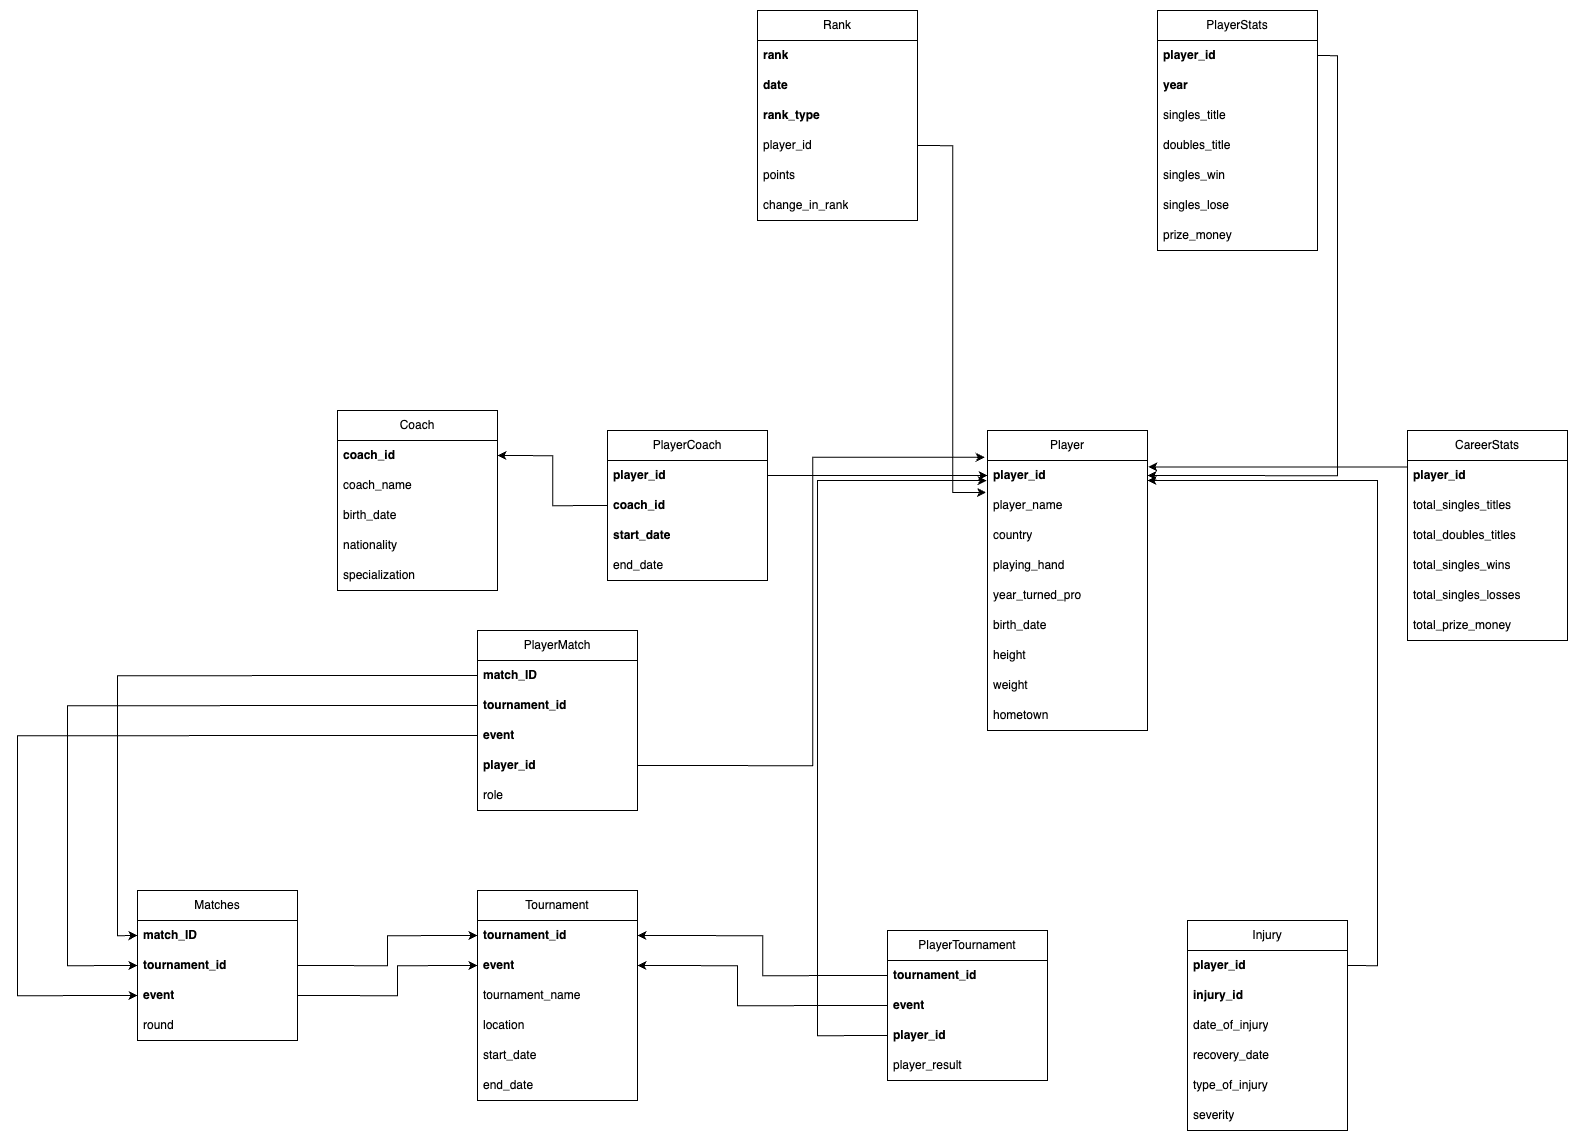 Rank
rank
date
rank_type
player_id
points
change_in_rank
PlayerStats
player_id
year
singles_title
doubles_title
singles_win
singles_lose
prize_money
Coach
coach_id
coach_name
birth_date
nationality
specialization
PlayerCoach
player_id
coach_id
start_date
end_date
Player
player_id
player_name
country
playing_hand
year_turned_pro
birth_date
height
weight
hometown
CareerStats
player_id
total_singles_titles
total_doubles_titles
total_singles_wins
total_singles_losses
total_prize_money
PlayerMatch
match_ID
tournament_id
event
player_id
role
Matches
match_ID
tournament_id
event
round
Tournament
tournament_id
event
tournament_name
location
start_date
end_date
PlayerTournament
tournament_id
event
player_id
player_result
Injury
player_id
injury_id
date_of_injury
recovery_date
type_of_injury
severity